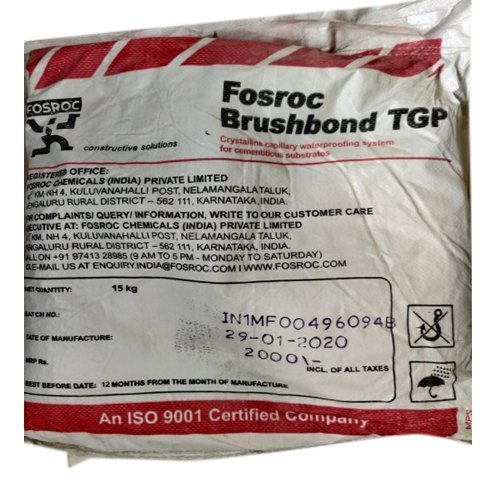 Fosroc
Brushbond TGP
FOSROC
constructive solutions
Crystalline capillary waterproofing system
for cementitious substrates
REGISTERED OFFICE:
FOSROC CHEMICALS (INDIA) PRIVATE LIMITED
KM, NH 4, KULUVANAHALLI POST, NELAMANGALA TALUK,
BENGALURU RURAL DISTRICT – 562 111, KARNATAKA, INDIA.
FOR COMPLAINTS/ QUERY/ INFORMATION, WRITE TO OUR CUSTOMER CARE
EXECUTIVE AT: FOSROC CHEMICALS (INDIA) PRIVATE LIMITED
KM, NH 4, KULUVANAHALLI POST, NELAMANGALA TALUK,
BENGALURU RURAL DISTRICT – 562 111, KARNATAKA, INDIA.
CALL ON +91 97413 28985 (9 AM TO 5 PM - MONDAY TO SATURDAY)
OR E-MAIL US AT ENQUIRY.INDIA@FOSROC.COM I WWW.FOSROC.COM
NET QUANTITY: 15 kg
BATCH NO.: IN1MF00496094B
DATE OF MANUFACTURE: 29-01-2020
MRP Rs. 2000/-
INCL. OF ALL TAXES
BEST BEFORE DATE: 12 MONTHS FROM THE MONTH OF MANUFACTURE
An ISO 9001 Certified Company
MPS